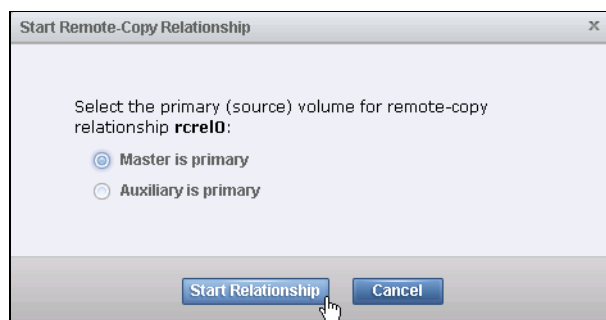 Start Remote-Copy Relationship
x
Select the primary (source) volume for remote-copy
relationship rcrel0:
Master is primary
Auxiliary is primary
Start Relationship
Cancel